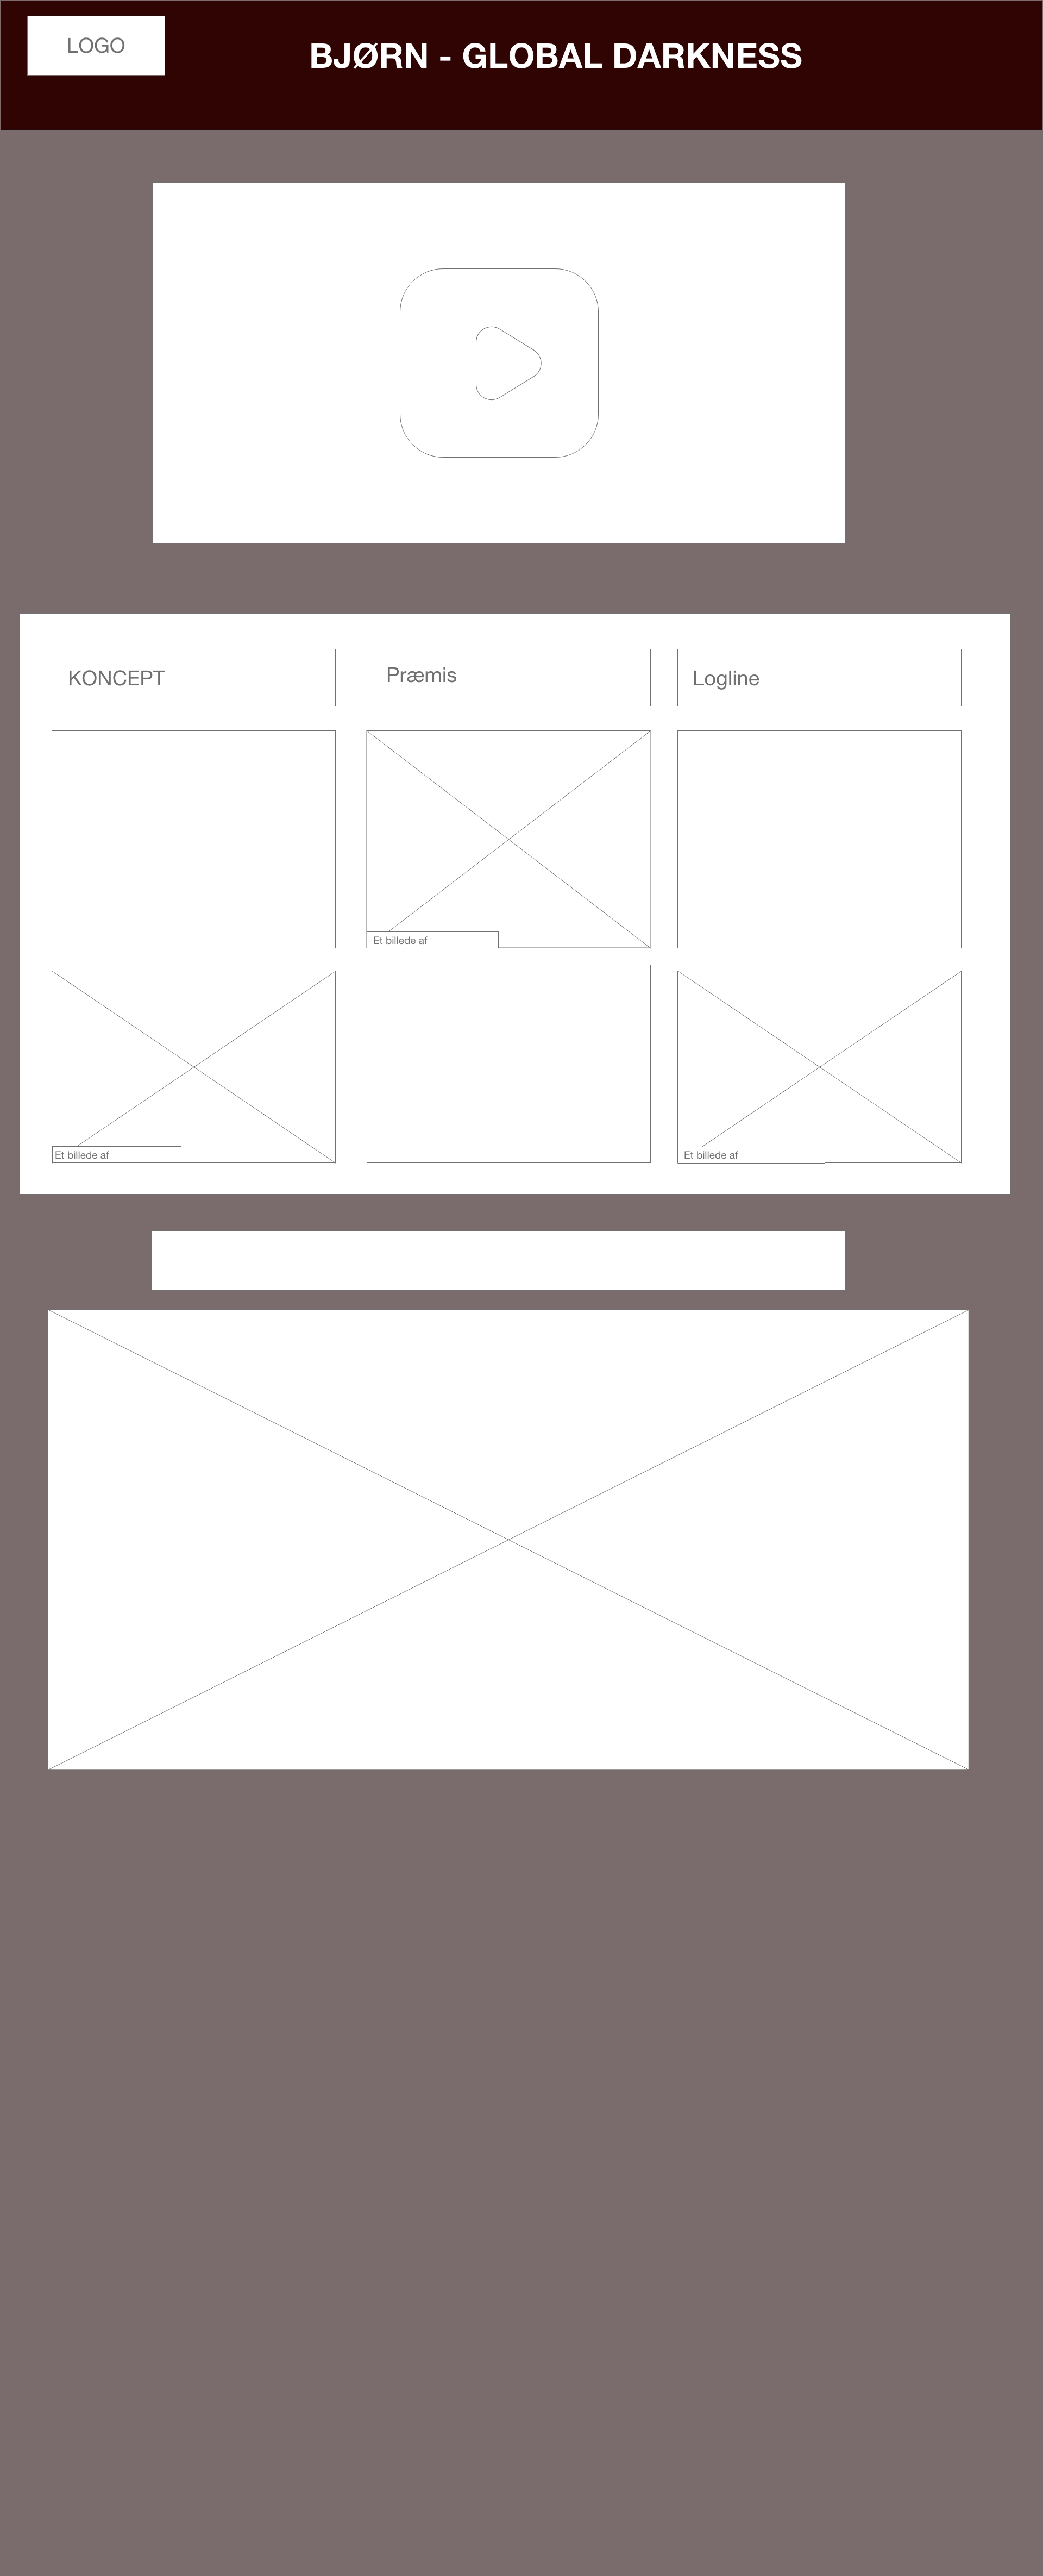 LOGO
BJØRN - GLOBAL DARKNESS
KONCEPT
Præmis
Logline
Et billede af
Et billede af
Et billede af